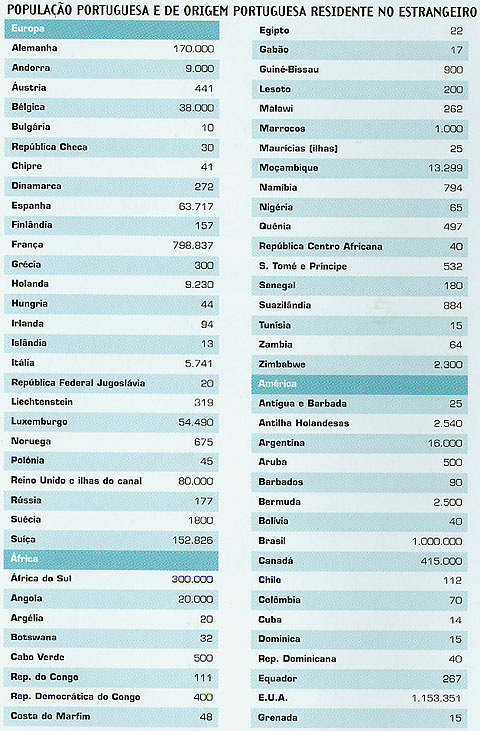 POPULAÇÃO PORTUGUESA E DE ORIGEM PORTUGUESA RESIDENTE NO ESTRANGEIRO
Europa
Alemanha 170.000
Andorra 9.000
Áustria 441
Bélgica 38.000
Bulgária 10
República Checa 30
Chipre 41
Dinamarca 272
Espanha 63.717
Finlândia 157
França 798.837
Grécia 300
Holanda 9.230
Hungria 44
Irlanda 94
Islândia 13
Itália 5.741
República Federal Jugoslávia 20
Liechtenstein 319
Luxemburgo 54.490
Noruega 675
Polónia 45
Reino Unido e ilhas do canal 80.000
Rússia 177
Suécia 1800
Suíça 152.826
África
África do Sul 300.000
Angola 20.000
Argélia 20
Botswana 32
Cabo Verde 500
Rep. do Congo 111
Rep. Democrática do Congo 400
Costa do Marfim 48
Egipto 22
Gabão 17
Guiné-Bissau 900
Lesoto 200
Malawi 262
Marrocos 1.000
Maurícias (ilhas) 25
Moçambique 13.299
Namíbia 794
Nigéria 65
Quénia 497
República Centro Africana 40
S. Tomé e Principe 532
Senegal 180
Suazilândia 884
Tunísia 15
Zambia 64
Zimbabwe 2.300
América
Antígua e Barbada 25
Antilha Holandesas 2.540
Argentina 16.000
Aruba 500
Barbados 90
Bermuda 2.500
Bolívia 40
Brasil 1.000.000
Canadá 415.000
Chile 112
Colômbia 70
Cuba 14
Dominica 15
Rep. Dominicana 40
Equador 267
E.U.A. 1.153.351
Grenada 15